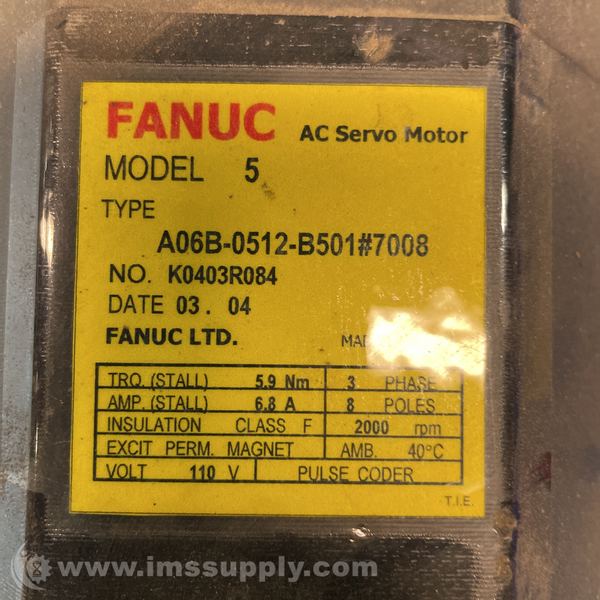 FANUC AC Servo Motor
MODEL 5
TYPE
A06B-0512-B501#7008
NO. K0403R084
DATE 03 . 04
FANUC LTD.
TRQ. (STALL) 5.9 Nm 3 PHASE
AMP. (STALL) 6.8 A 8 POLES
INSULATION CLASS F 2000 rpm
EXCIT PERM. MAGNET AMB. 40°C
VOLT 110 V PULSE CODER
T.I.E.
www.imssupply.com